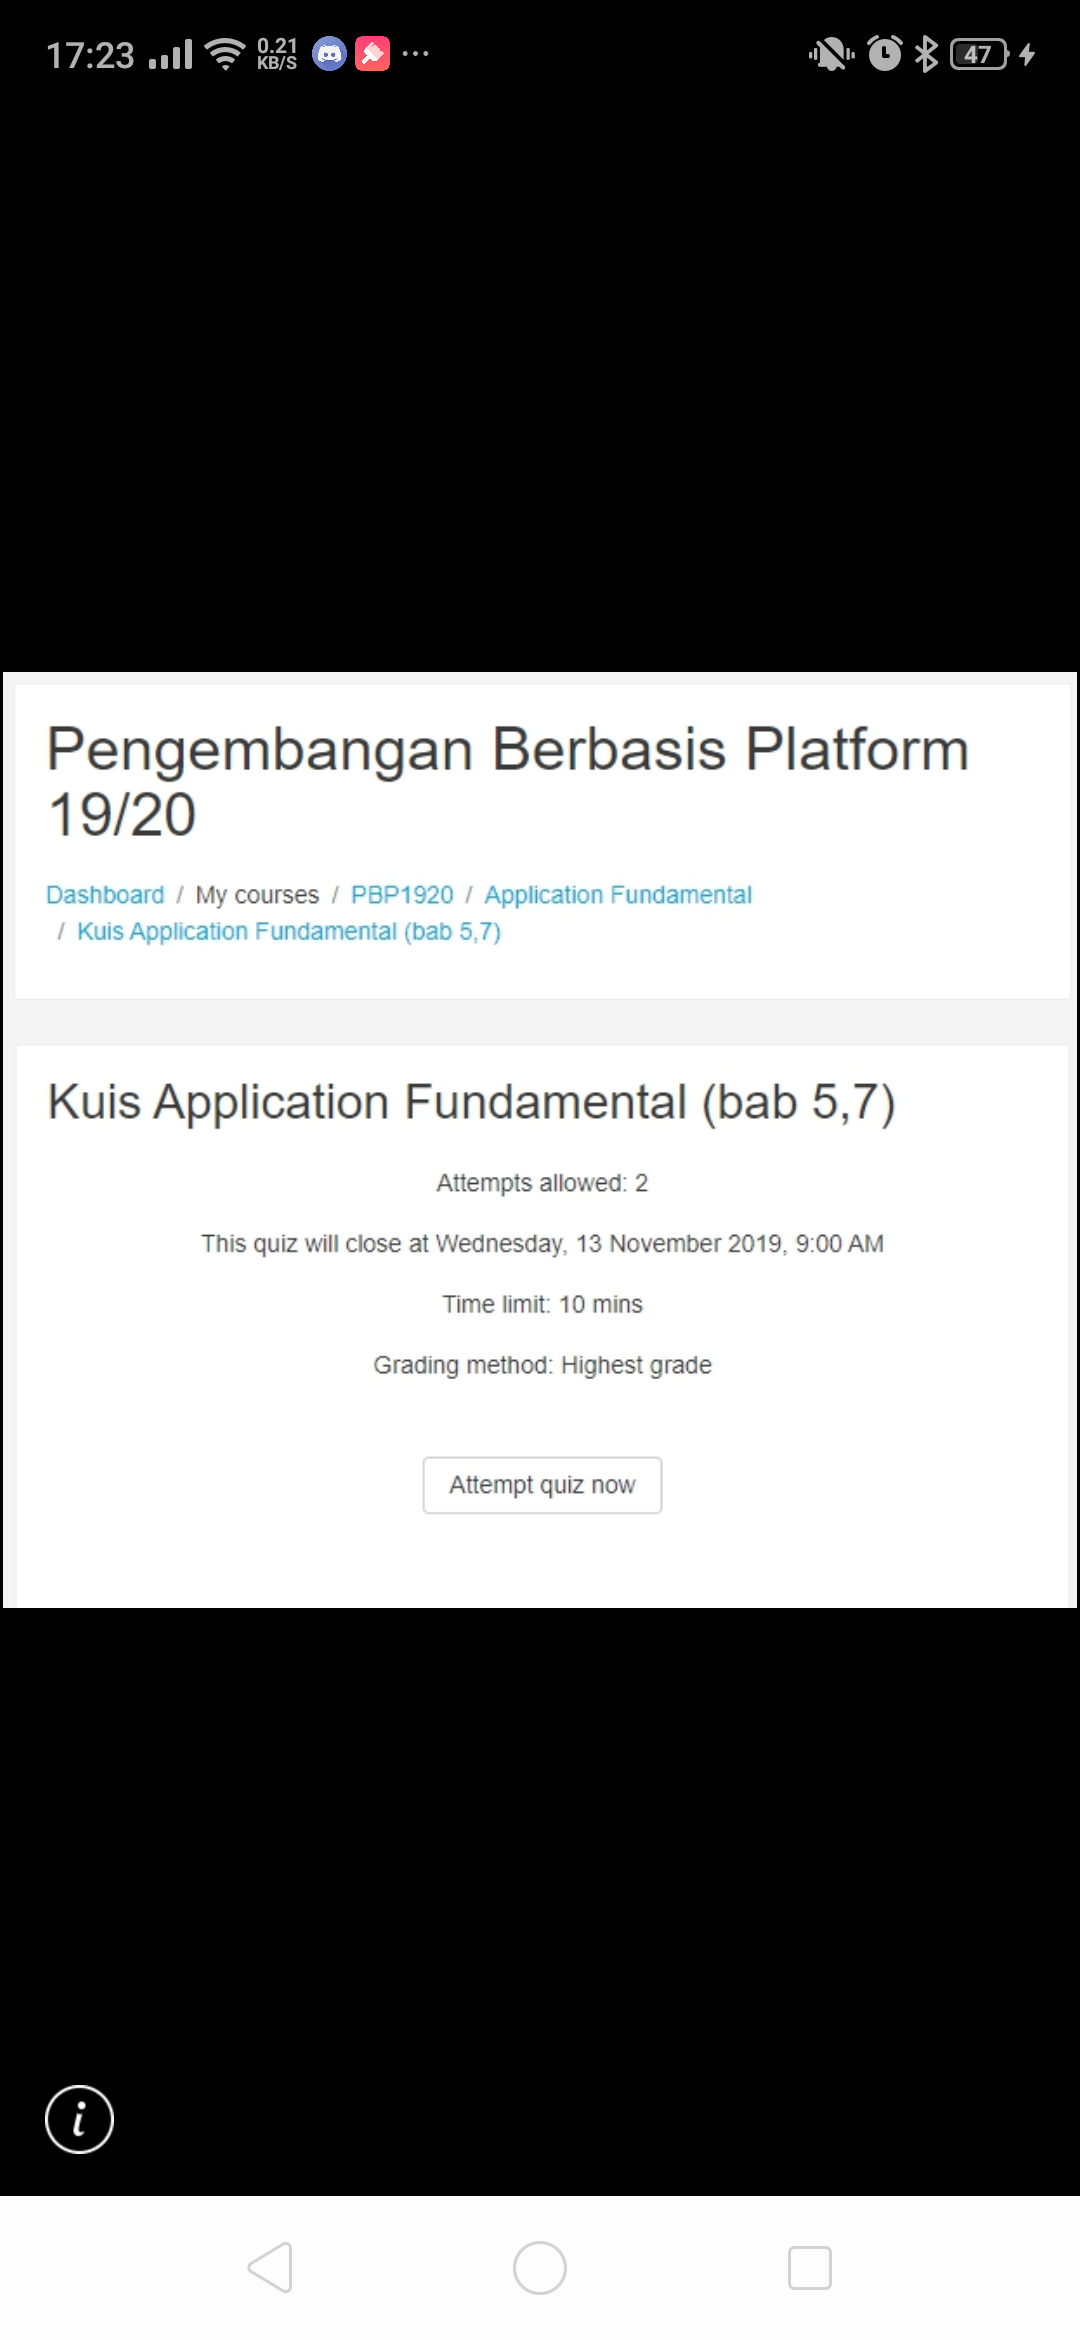 17:23 0.21 KB/S ... 47
Pengembangan Berbasis Platform
19/20
Dashboard / My courses / PBP1920 / Application Fundamental
/ Kuis Application Fundamental (bab 5,7)
Kuis Application Fundamental (bab 5,7)
Attempts allowed: 2
This quiz will close at Wednesday, 13 November 2019, 9:00 AM
Time limit: 10 mins
Grading method: Highest grade
Attempt quiz now
i